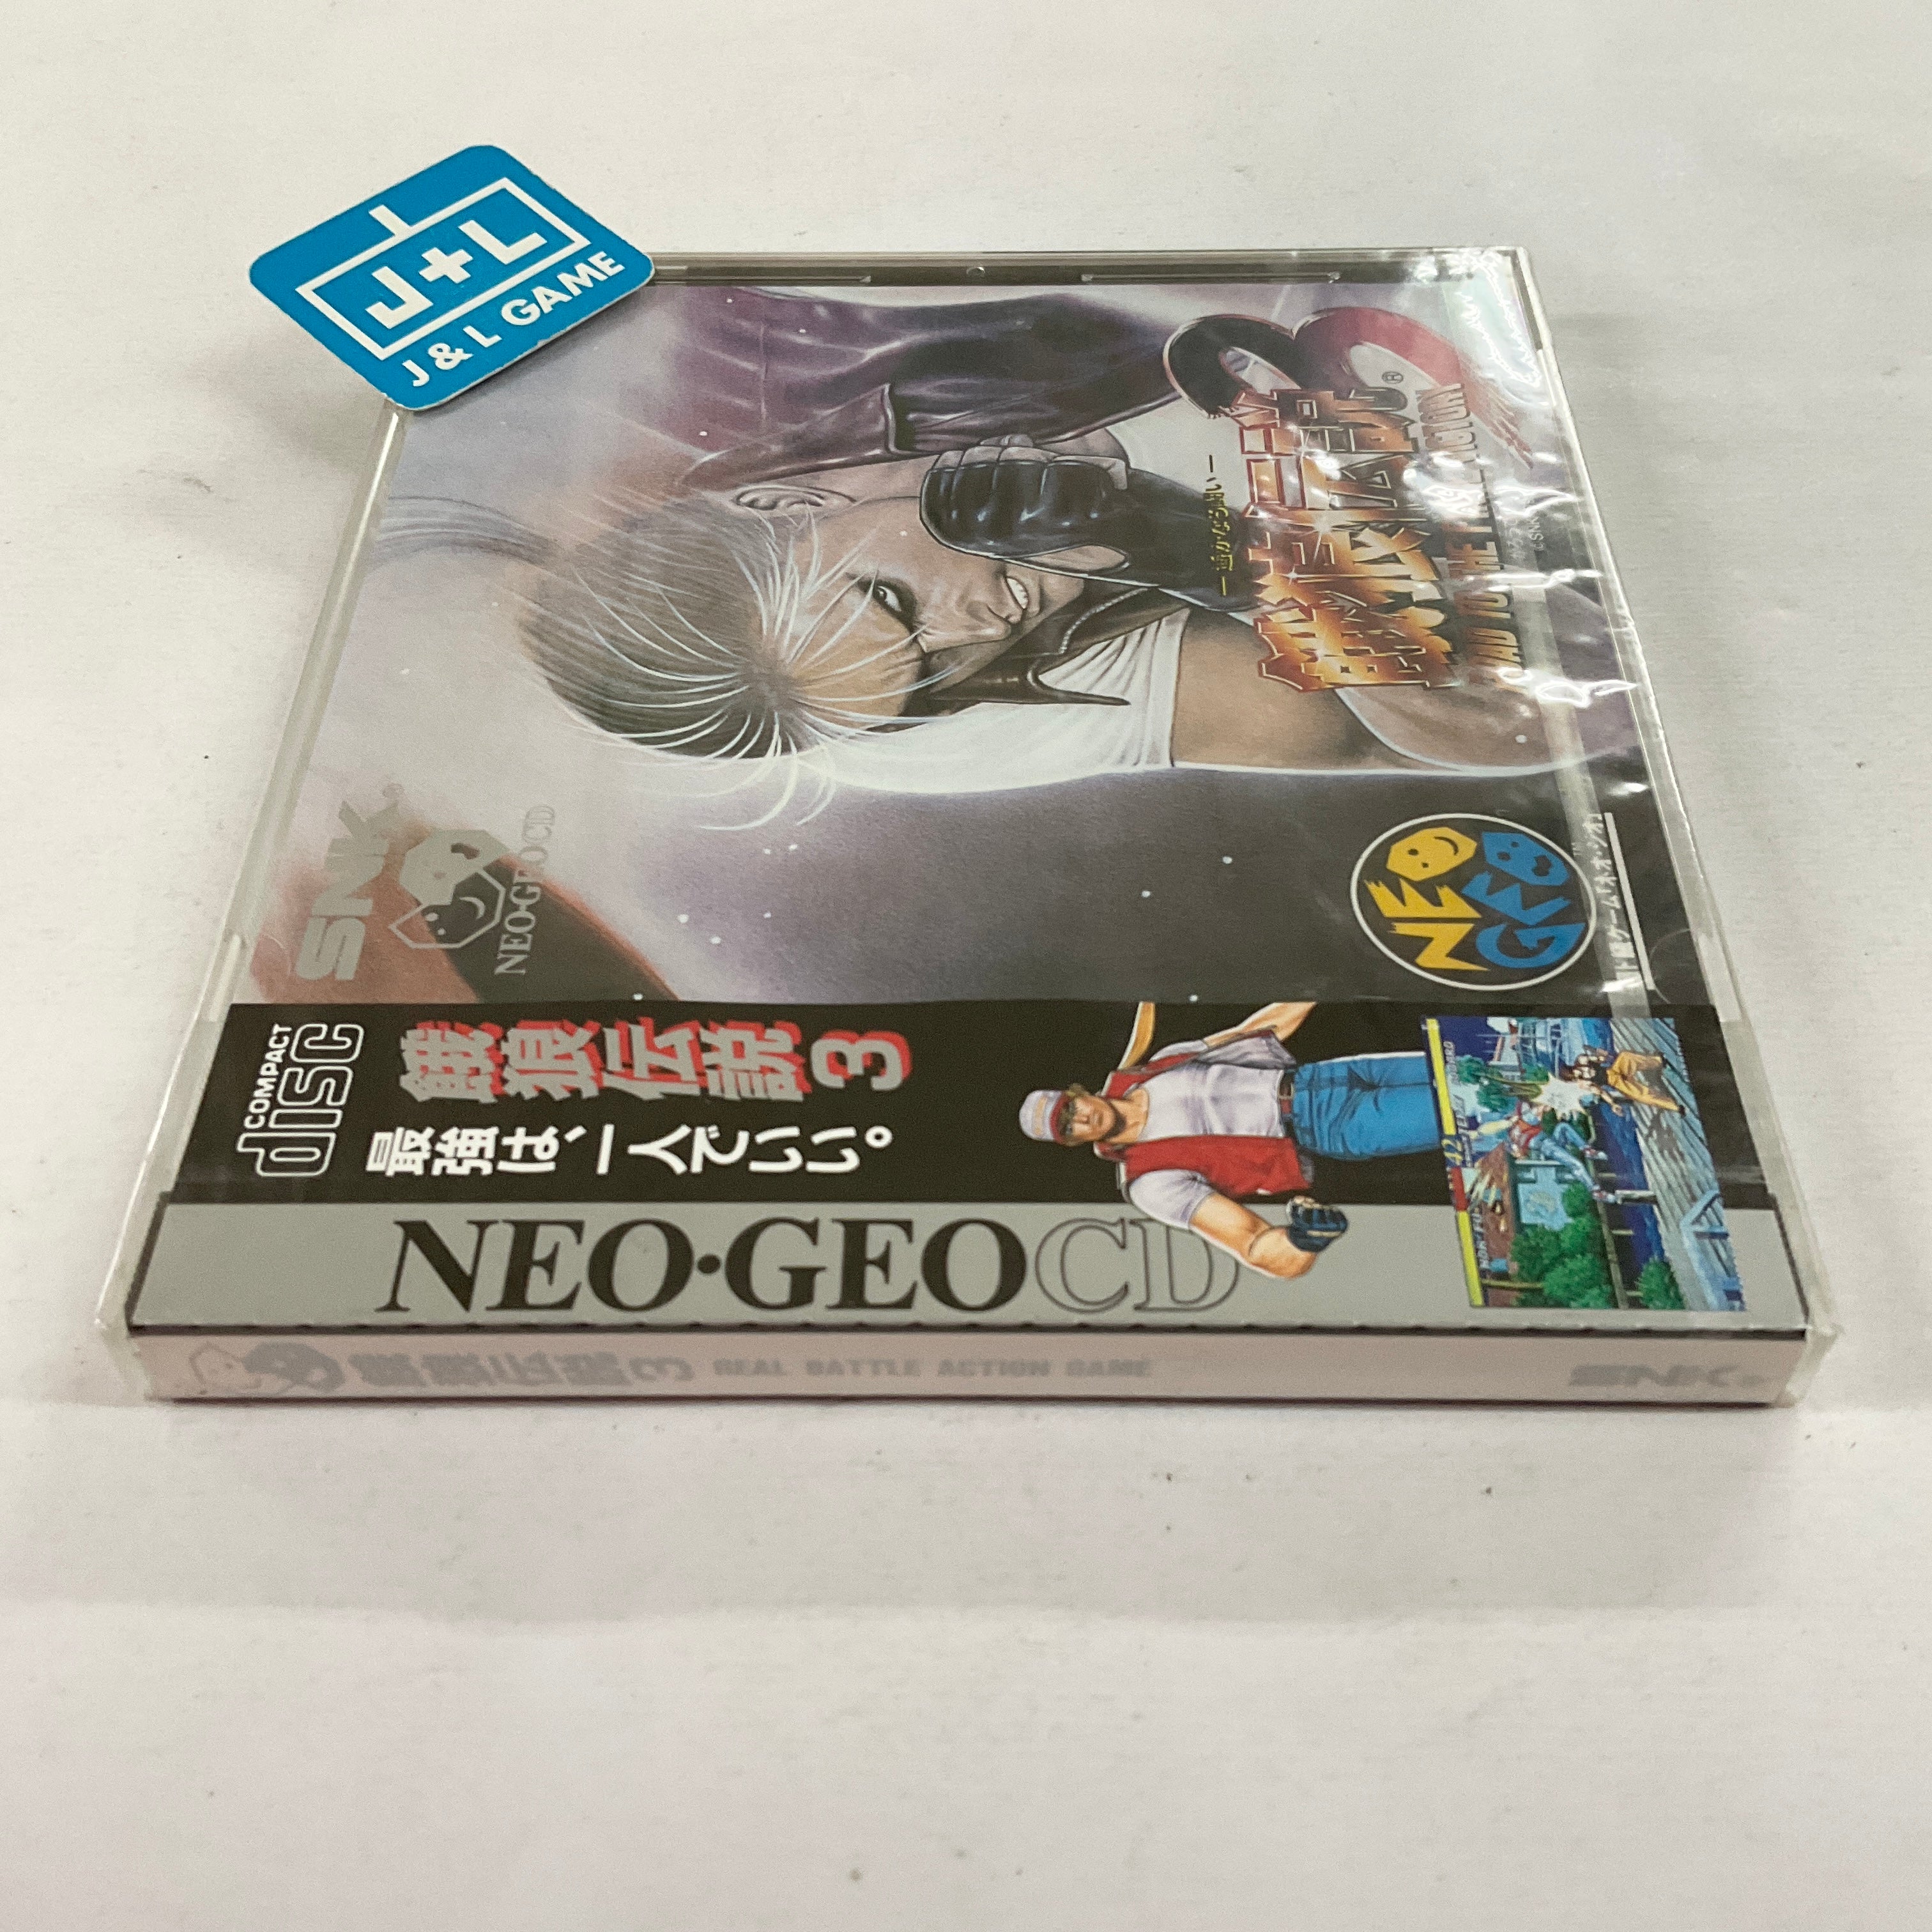 J+L
J & L GAME
餓狼伝説3
®
ROAD TO THE FINAL VICTORY
―遥かなる闘い―
© SNK
SNK®
NEO·GEO CD
NEO
GEO
COMPACT
disc
餓狼伝説3
最強は、一人でいい。
NEO·GEO CD
餓狼伝説3 REAL BATTLE ACTION GAME
SNK®